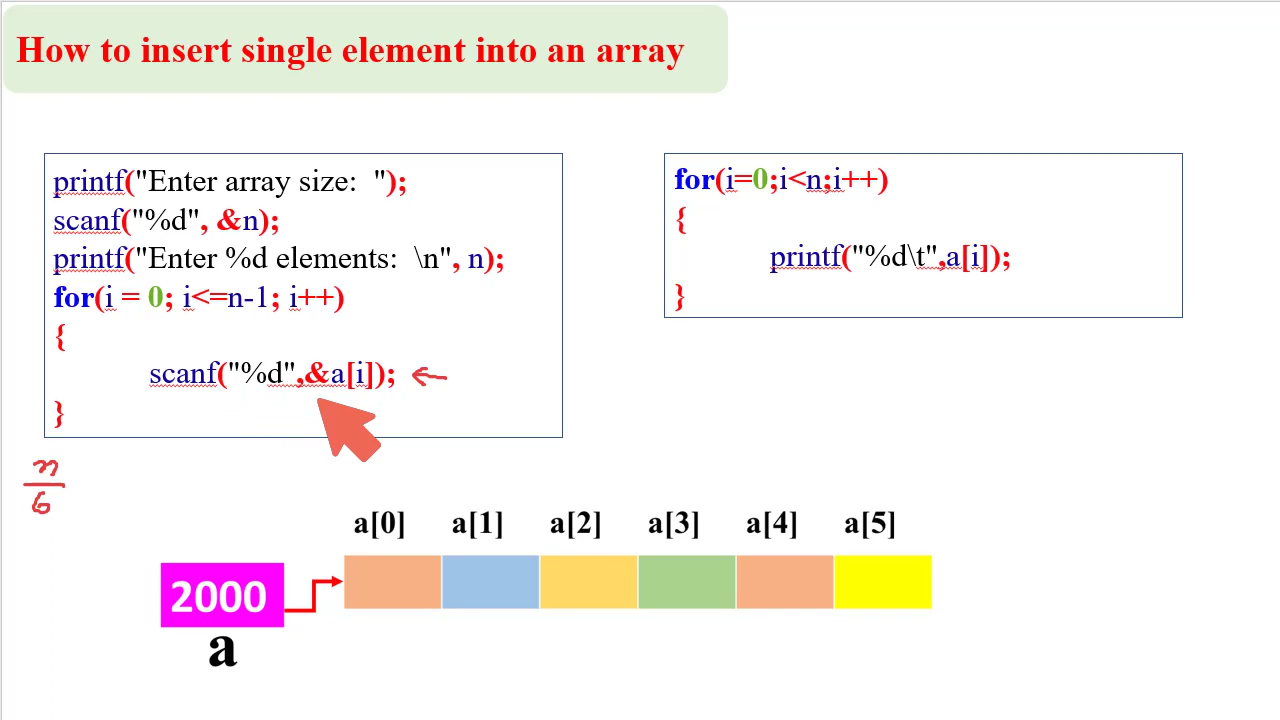 How to insert single element into an array
printf("Enter array size:  ");
scanf("%d", &n);
printf("Enter %d elements:  \n", n);
for(i = 0; i<=n-1; i++)
{
scanf("%d",&a[i]);
}
for(i=0;i<n;i++)
{
printf("%d\t",a[i]);
}
n
6
a[0] a[1] a[2] a[3] a[4] a[5]
2000
a